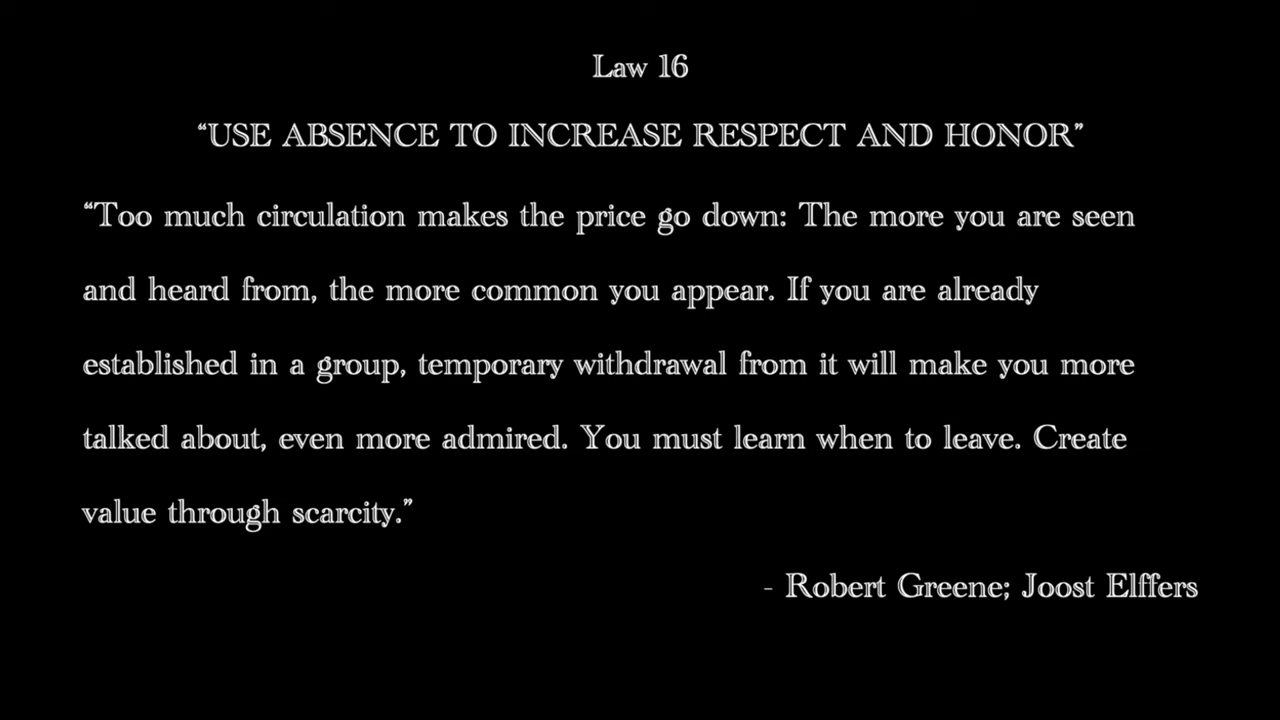 Law 16
“USE ABSENCE TO INCREASE RESPECT AND HONOR”
“Too much circulation makes the price go down: The more you are seen
and heard from, the more common you appear. If you are already
established in a group, temporary withdrawal from it will make you more
talked about, even more admired. You must learn when to leave. Create
value through scarcity.”
- Robert Greene; Joost Elffers